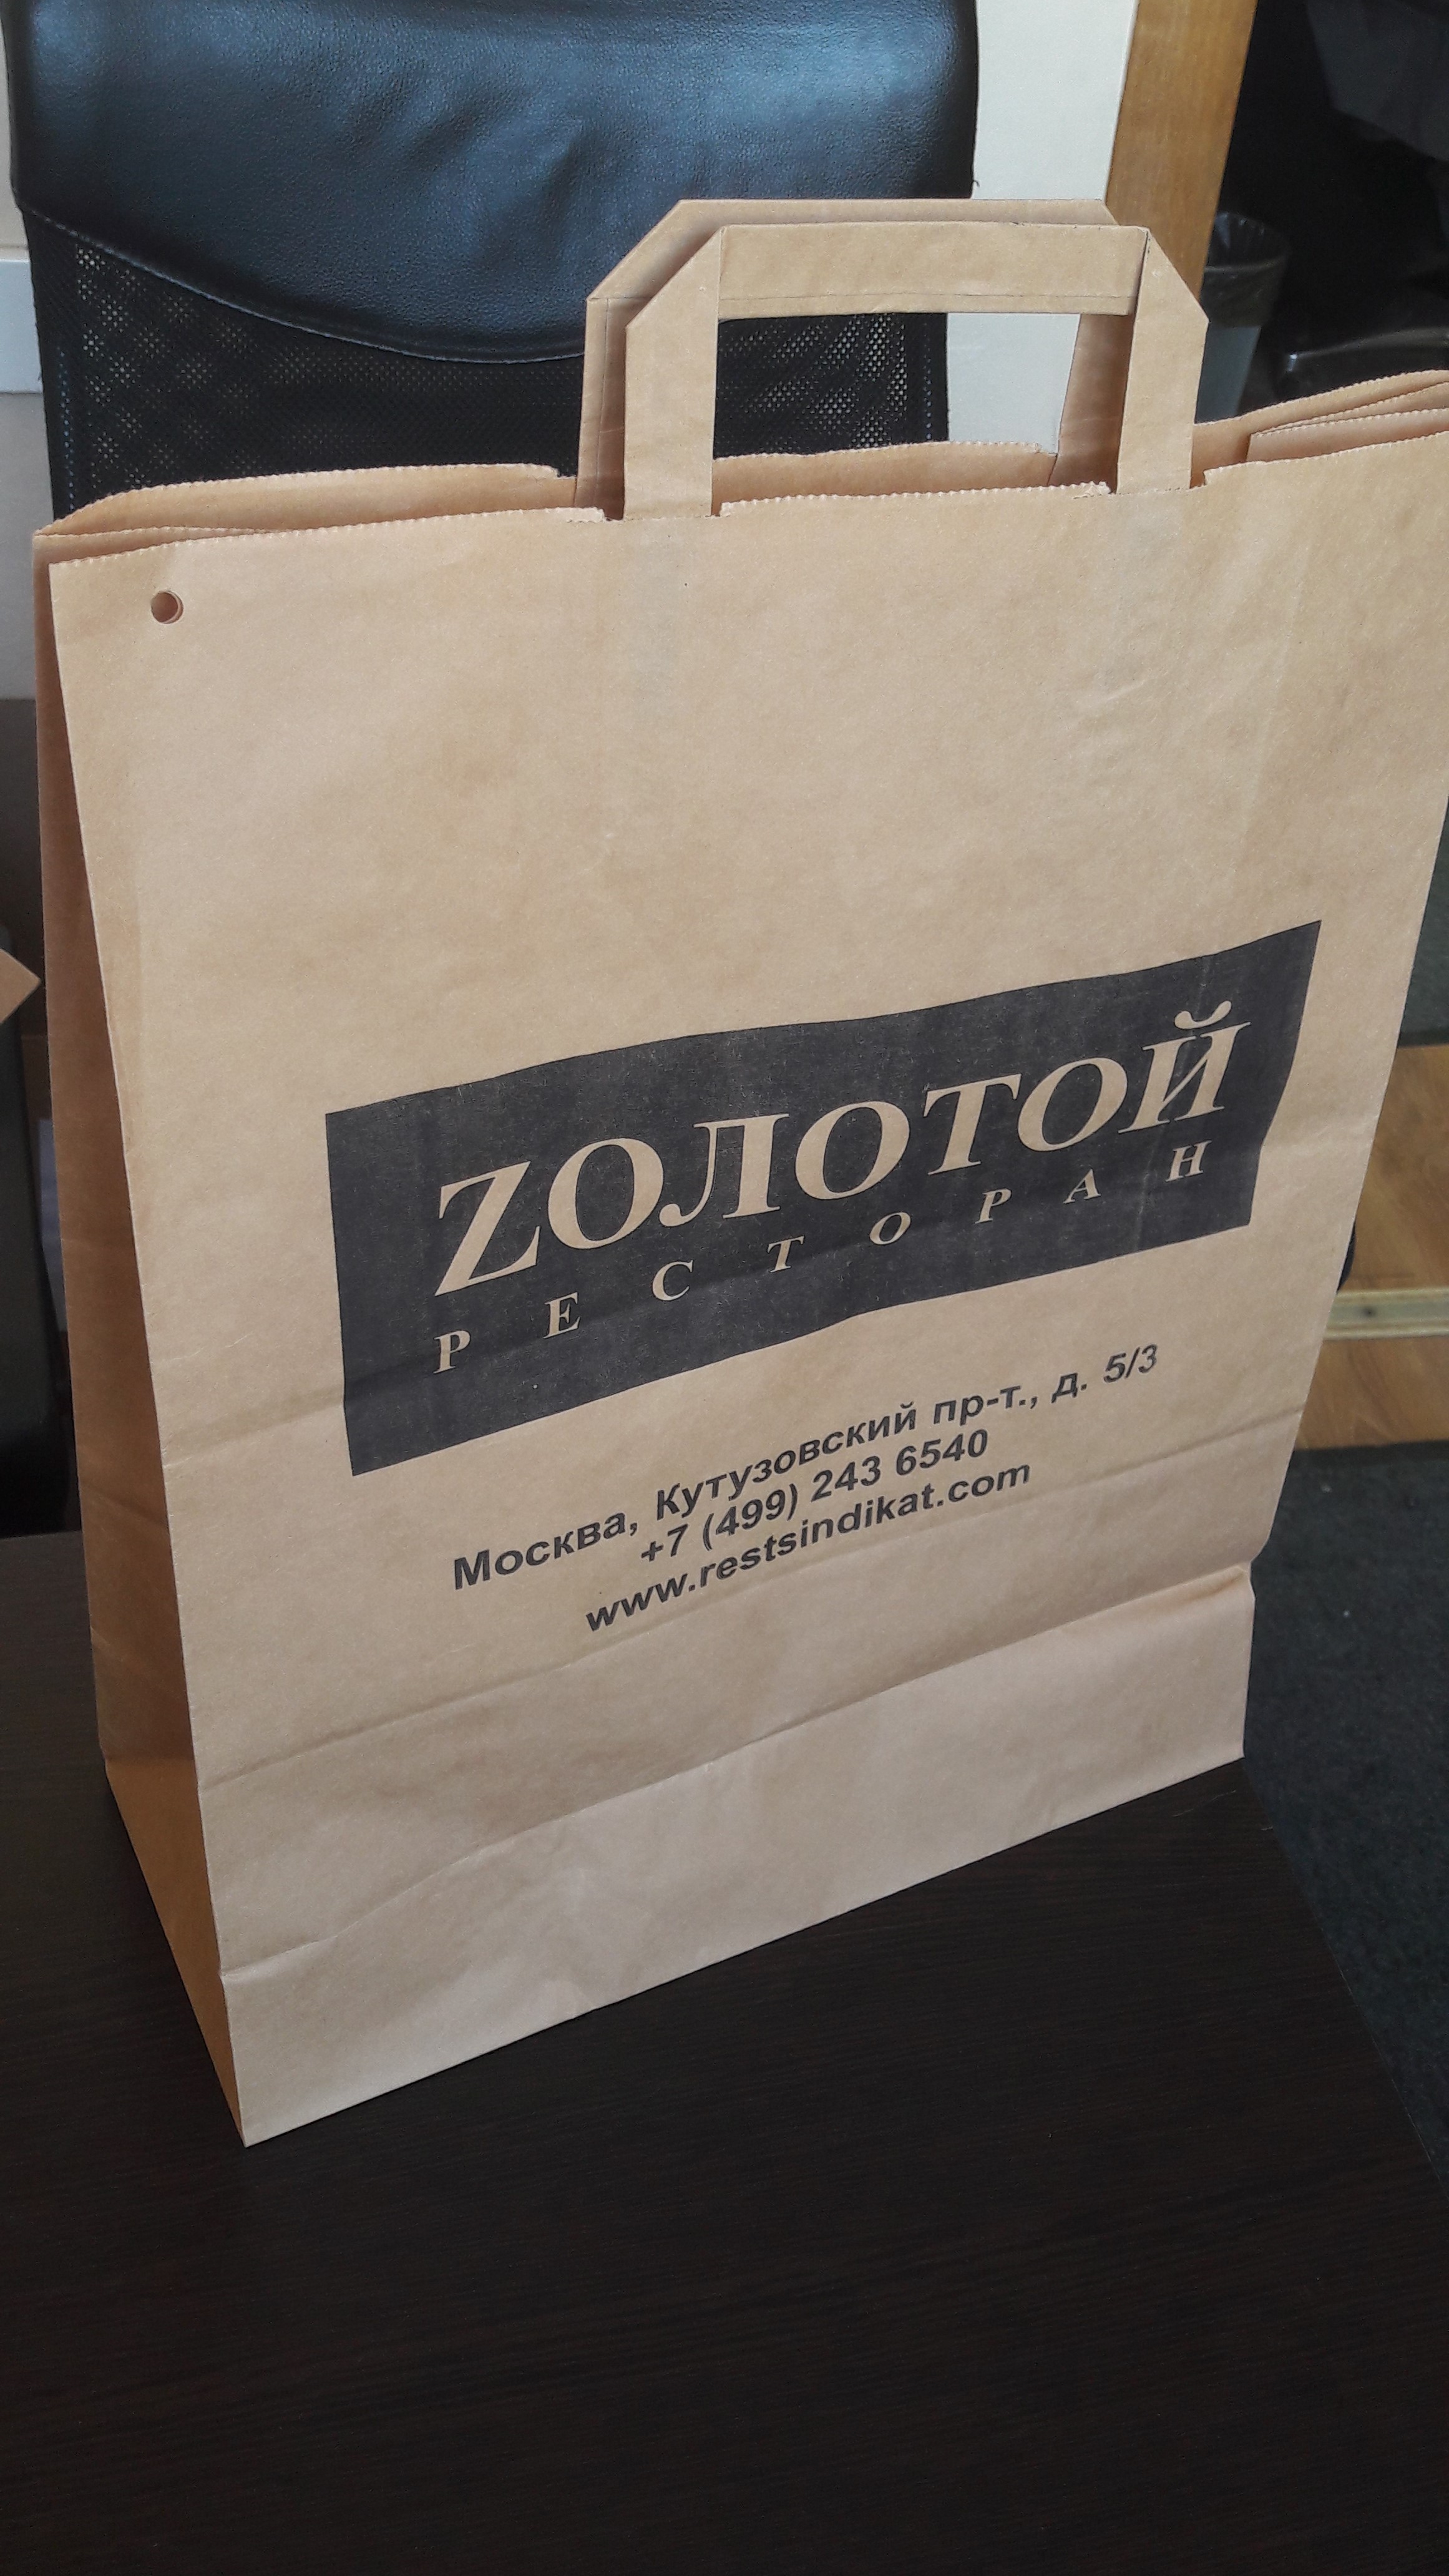 ZОЛОТОЙ
РЕСТОРАН
Москва, Кутузовский пр-т., д. 5/3
+7 (499) 243 6540
www.restsindikat.com